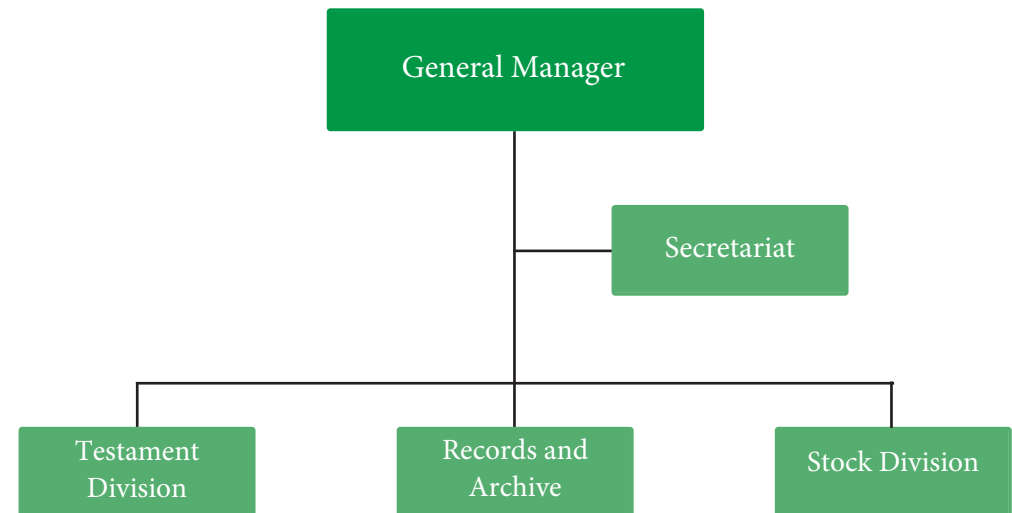 General Manager
Secretariat
Testament
Division
Records and
Archive
Stock Division